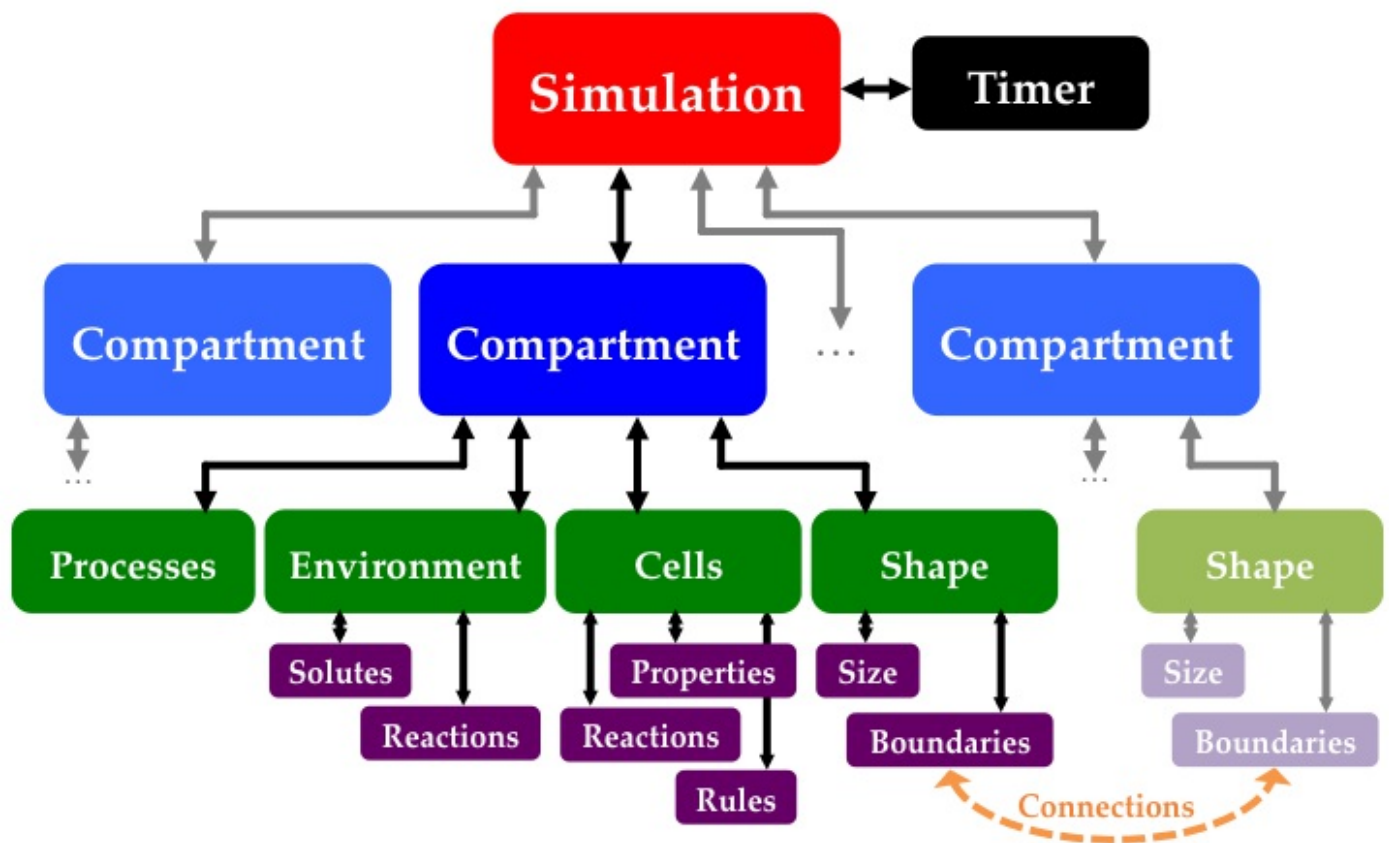 Simulation
Timer
Compartment
Compartment
...
Compartment
...
...
Processes
Environment
Cells
Shape
Shape
Solutes
Properties
Size
Size
Reactions
Reactions
Boundaries
Boundaries
Rules
Connections